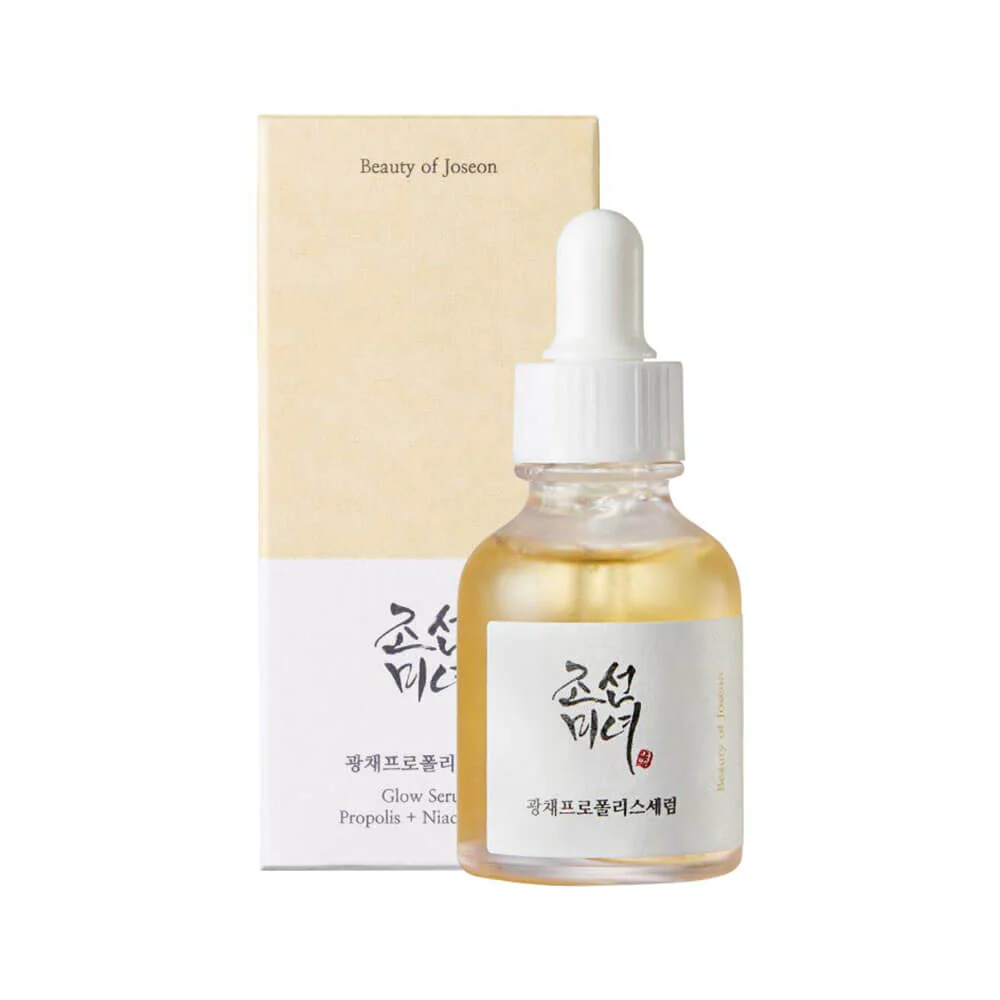 Beauty of Joseon
조선
미녀
광채프로폴리
Glow Seru
Propolis + Niac
조선
미녀
광채프로폴리스세럼
Beauty of Joseon